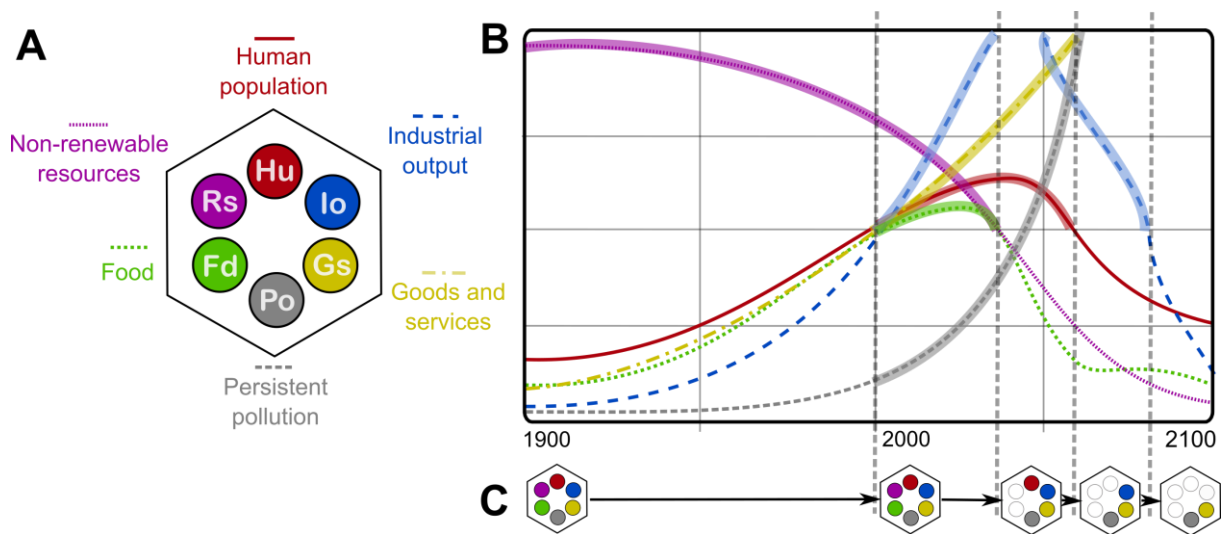 A
Human
population
Non-renewable
resources
Industrial
output
Hu
Rs
Io
Fd
Gs
Po
Food
Goods and
services
Persistent
pollution
B
1900
2000
2100
C